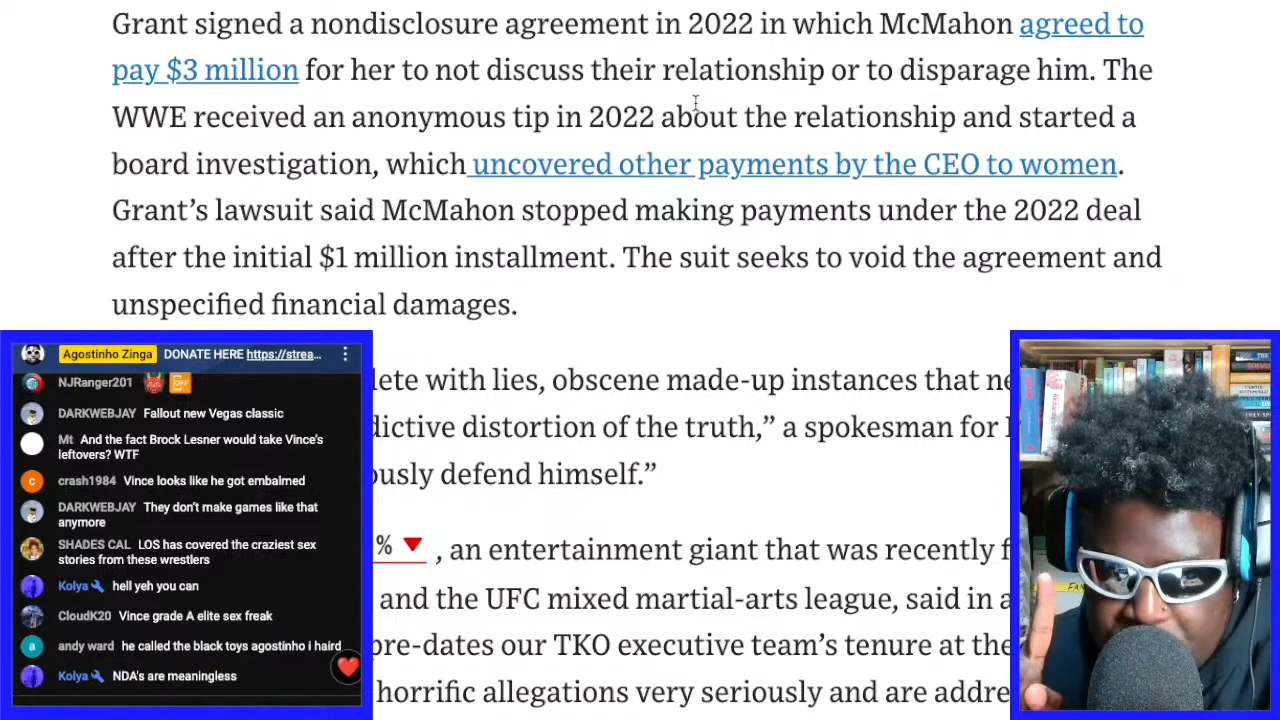 Grant signed a nondisclosure agreement in 2022 in which McMahon agreed to
pay $3 million for her to not discuss their relationship or to disparage him. The
WWE received an anonymous tip in 2022 about the relationship and started a
board investigation, which uncovered other payments by the CEO to women.
Grant’s lawsuit said McMahon stopped making payments under the 2022 deal
after the initial $1 million installment. The suit seeks to void the agreement and
unspecified financial damages.
lete with lies, obscene made-up instances that ne
dictive distortion of the truth,” a spokesman for
ously defend himself.”
% ▼ , an entertainment giant that was recently f
and the UFC mixed martial-arts league, said in a
pre-dates our TKO executive team’s tenure at the
horrific allegations very seriously and are addre
Agostinho Zinga DONATE HERE https://strea...
NJRanger201 OFF
DARKWEBJAY Fallout new Vegas classic
Mt And the fact Brock Lesner would take Vince's
leftovers? WTF
crash1984 Vince looks like he got embalmed
DARKWEBJAY They don't make games like that
anymore
SHADES CAL LOS has covered the craziest sex
stories from these wrestlers
Kolya hell yeh you can
CloudK20 Vince grade A elite sex freak
andy ward he called the black toys agostinho i haird
Kolya NDA's are meaningless